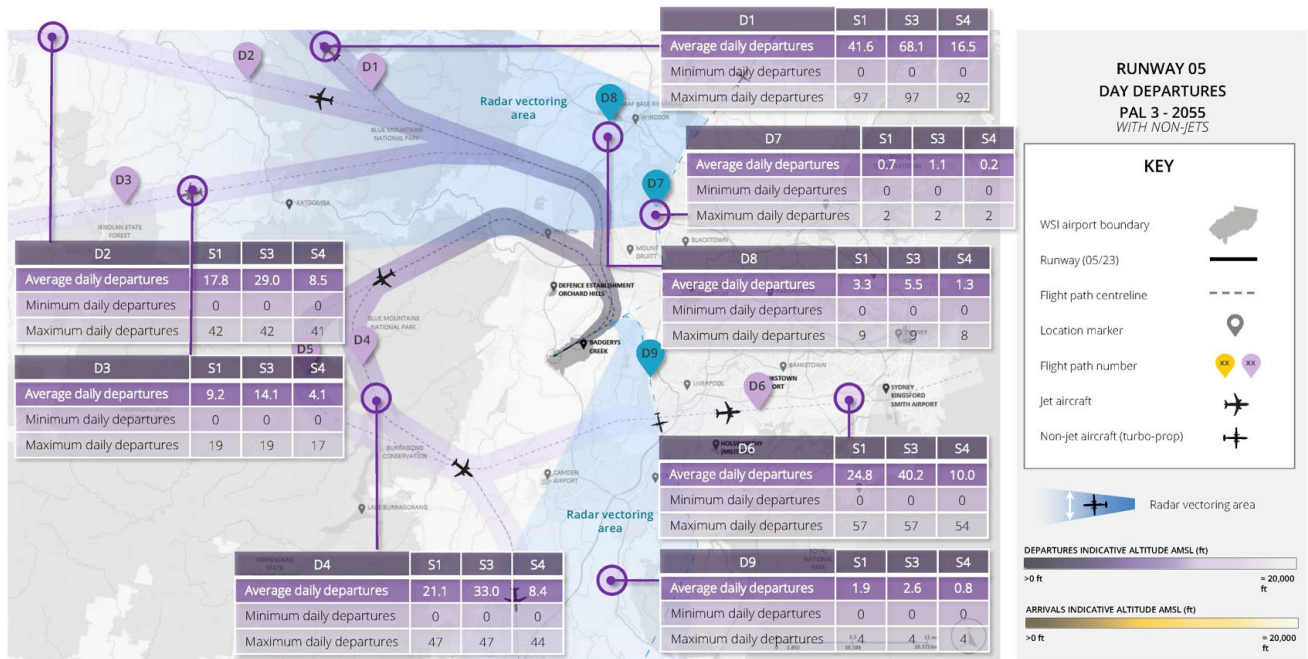 D1 S1 S3 S4
Average daily departures 41.6 68.1 16.5
Minimum daily departures 0 0 0
Maximum daily departures 97 97 92
D2
D1
D8
Radar vectoring
area
WINDSOR
BLUE MOUNTAINS
NATIONAL PARK
D7 S1 S3 S4
Average daily departures 0.7 1.1 0.2
Minimum daily departures 0 0 0
Maximum daily departures 2 2 2
D3
D7
KATOOMBA
JENOLAN STATE
FOREST
PENRITH
BLACKTOWN
MOUNT
DRUITT
D2 S1 S3 S4
Average daily departures 17.8 29.0 8.5
Minimum daily departures 0 0 0
Maximum daily departures 42 42 41
D8 S1 S3 S4
Average daily departures 3.3 5.5 1.3
Minimum daily departures 0 0 0
Maximum daily departures 9 9 8
DEFENCE ESTABLISHMENT
ORCHARD HILLS
BLUE MOUNTAINS
NATIONAL PARK
BADGERYS
CREEK
D5
D4
D9
D3 S1 S3 S4
Average daily departures 9.2 14.1 4.1
Minimum daily departures 0 0 0
Maximum daily departures 19 19 17
BANKSTOWN
LIVERPOOL
D6
SYDNEY
KINGSFORD
SMITH AIRPORT
BURRAGONG
CONSERVATION
CAMDEN
AIRPORT
LAKE BURRAGORANG
D6 S1 S3 S4
Average daily departures 24.8 40.2 10.0
Minimum daily departures 0 0 0
Maximum daily departures 57 57 54
Radar vectoring
area
D4 S1 S3 S4
Average daily departures 21.1 33.0 8.4
Minimum daily departures 0 0 0
Maximum daily departures 47 47 44
D9 S1 S3 S4
Average daily departures 1.9 2.6 0.8
Minimum daily departures 0 0 0
Maximum daily departures 4 4 4
RUNWAY 05
DAY DEPARTURES
PAL 3 - 2055
WITH NON-JETS
KEY
WSI airport boundary
Runway (05/23)
Flight path centreline
Location marker
Flight path number XX XX
Jet aircraft
Non-jet aircraft (turbo-prop)
Radar vectoring area
DEPARTURES INDICATIVE ALTITUDE AMSL (ft)
>0 ft ≈ 20,000
ft
ARRIVALS INDICATIVE ALTITUDE AMSL (ft)
>0 ft ≈ 20,000
ft